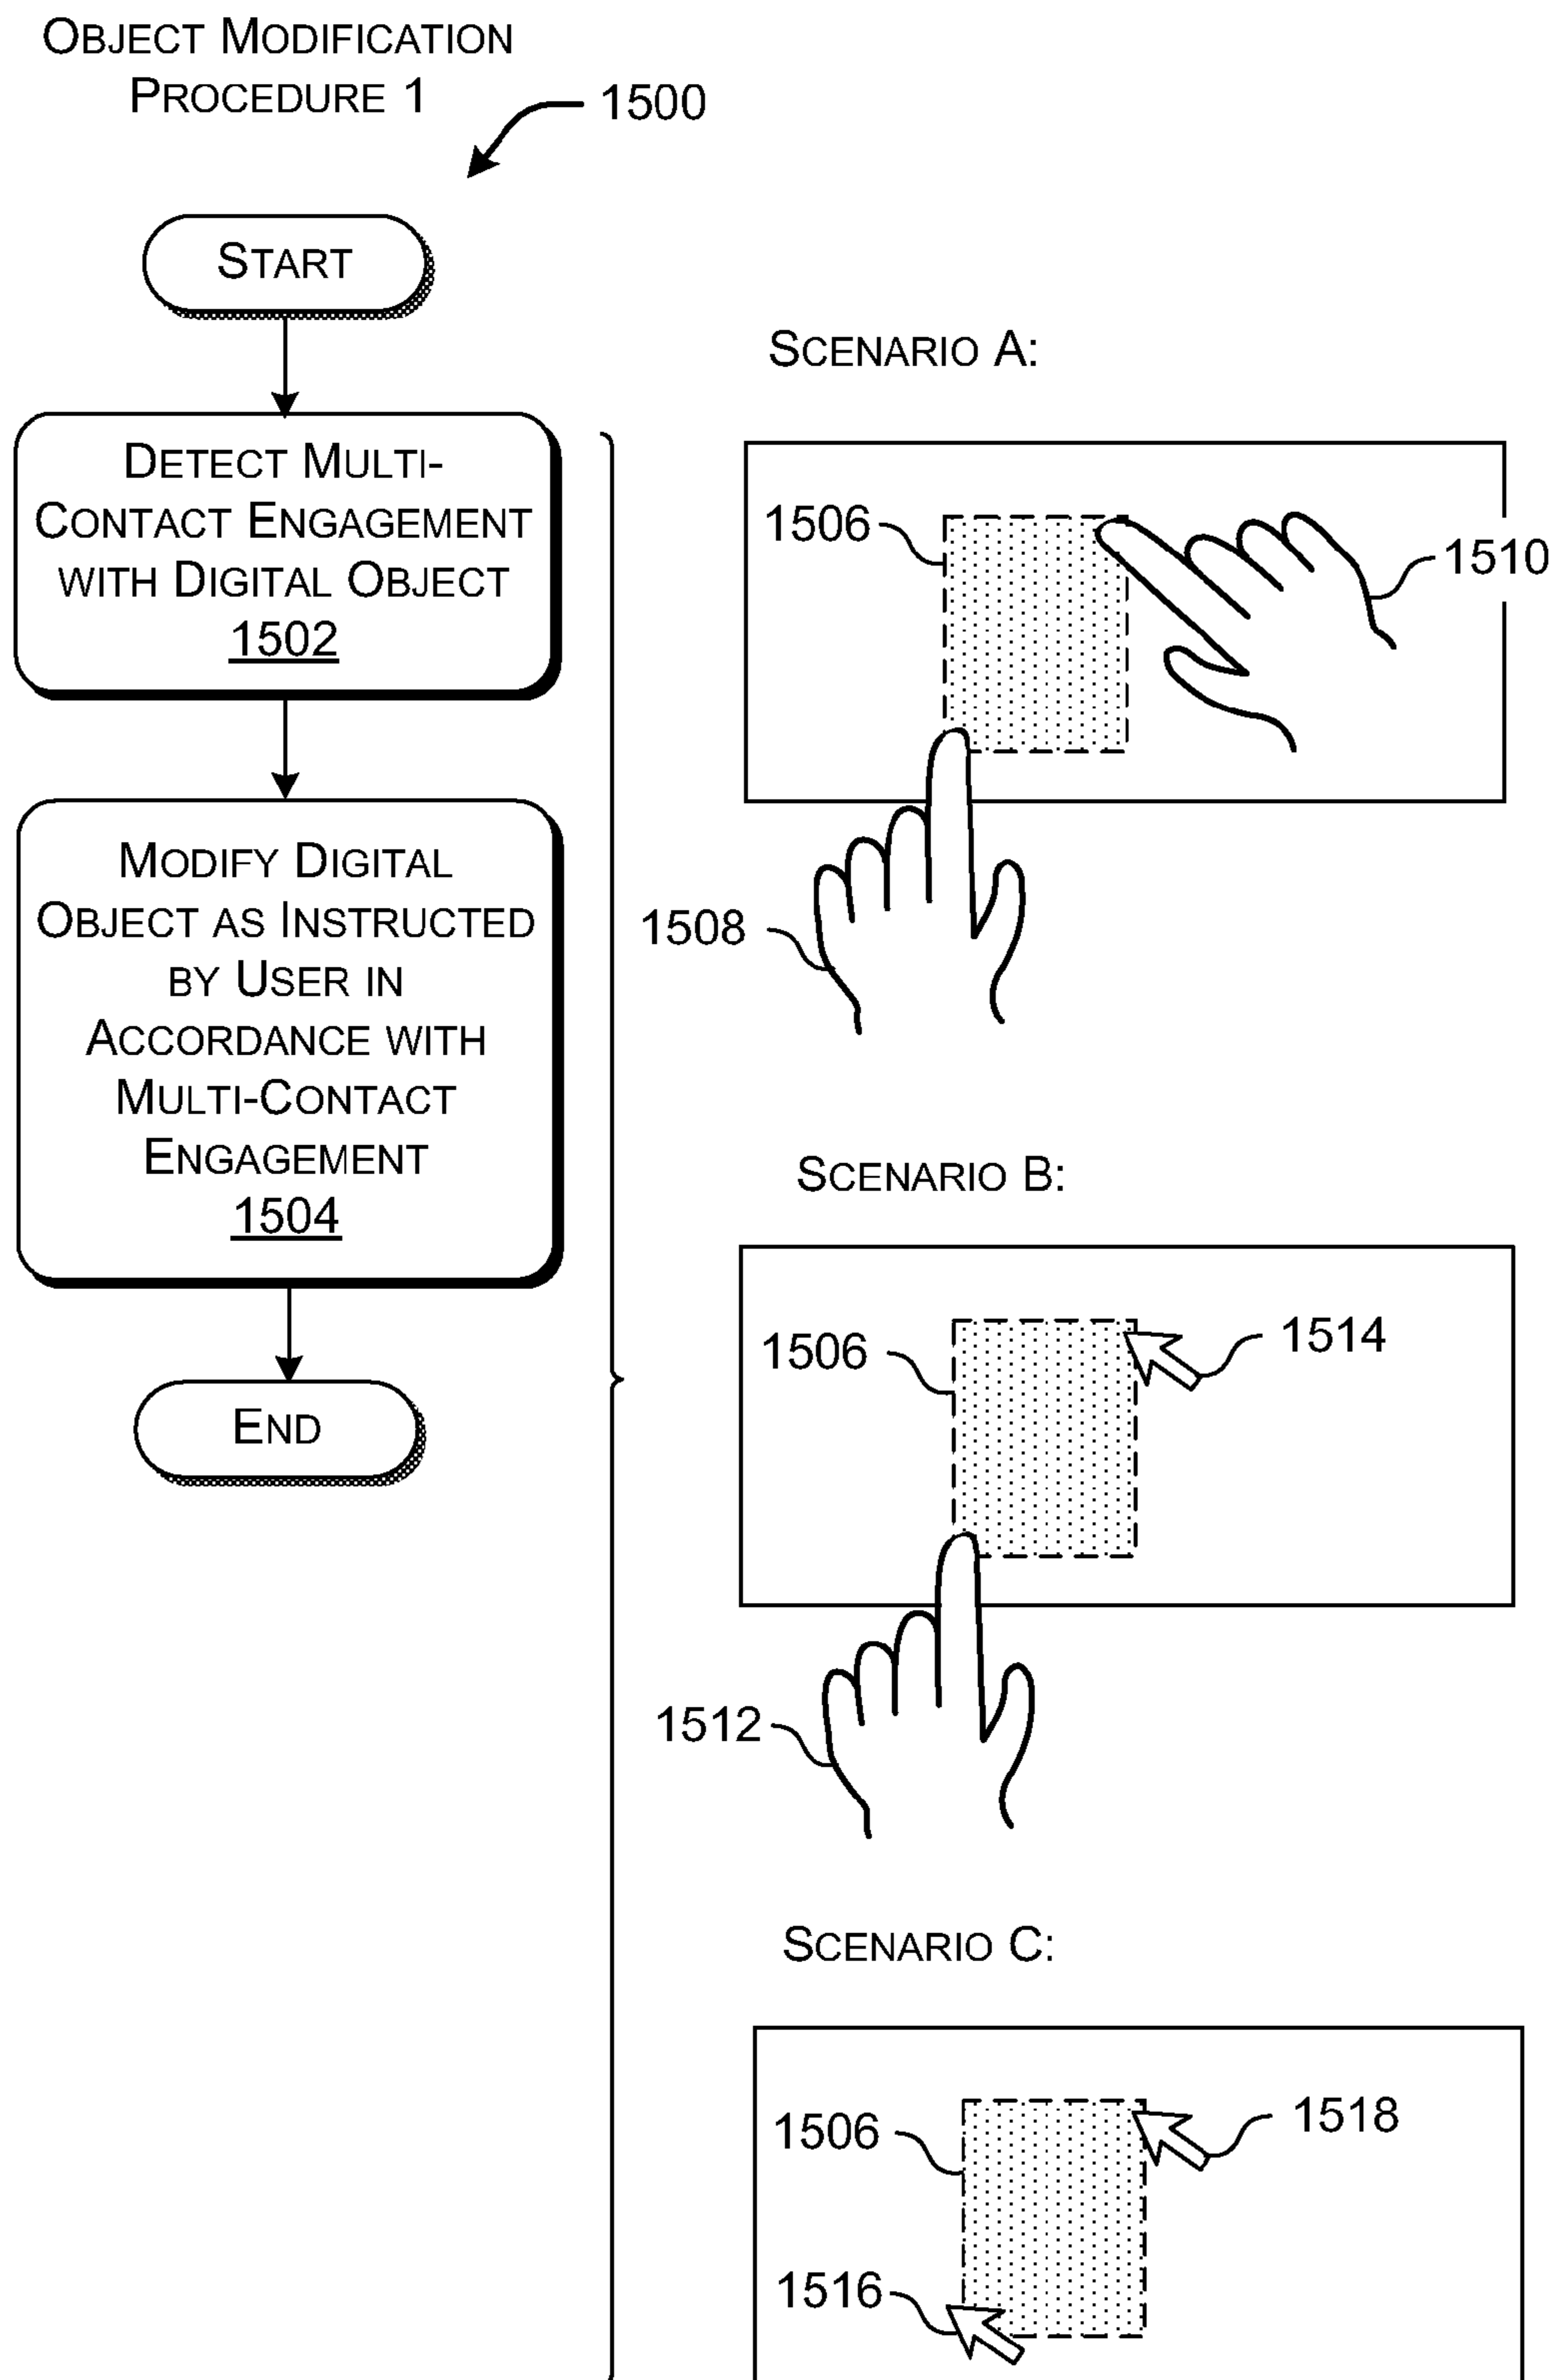 OBJECT MODIFICATION
PROCEDURE 1
1500
START
DETECT MULTI-
CONTACT ENGAGEMENT
WITH DIGITAL OBJECT
1502
MODIFY DIGITAL
OBJECT AS INSTRUCTED
BY USER IN
ACCORDANCE WITH
MULTI-CONTACT
ENGAGEMENT
1504
END
SCENARIO A:
1506
1510
1508
SCENARIO B:
1506
1514
1512
SCENARIO C:
1506
1518
1516